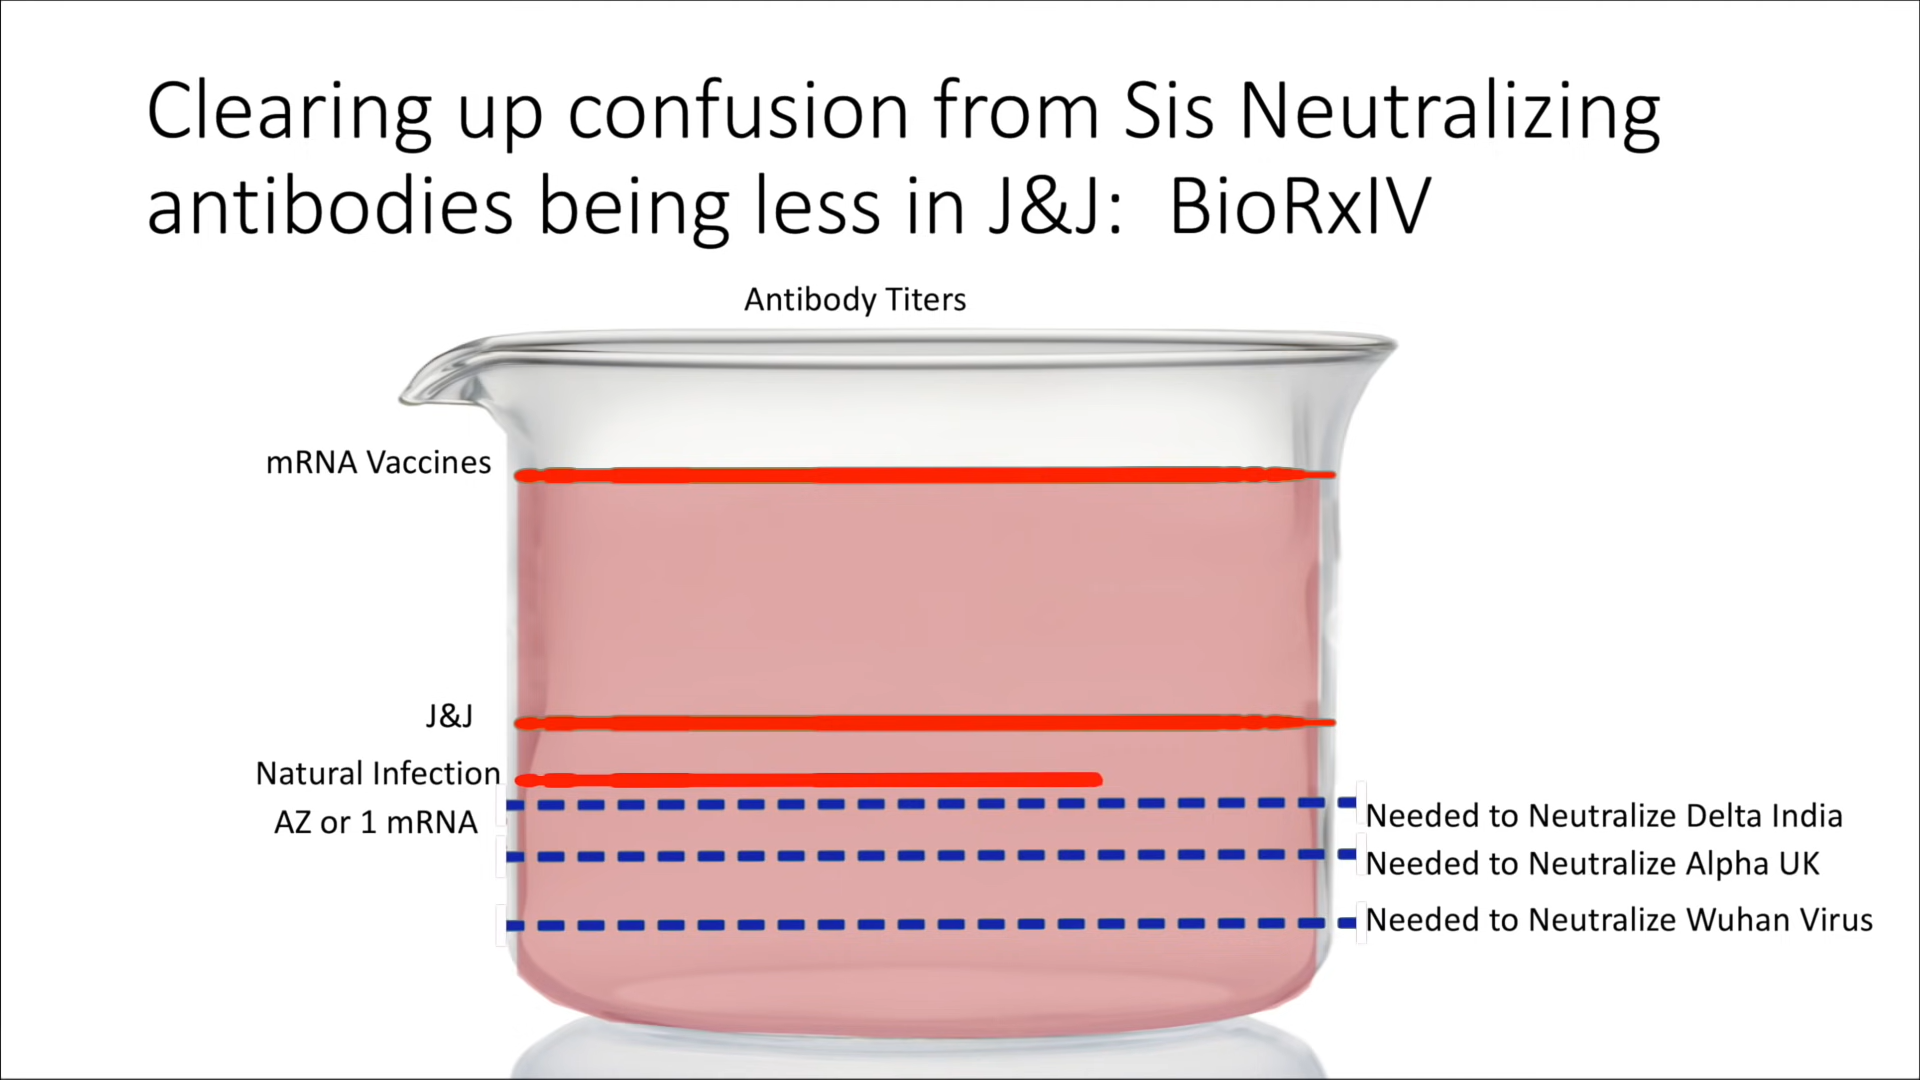 Clearing up confusion from Sis Neutralizing
antibodies being less in J&J:  BioRxIV
Antibody Titers
mRNA Vaccines
J&J
Natural Infection
AZ or 1 mRNA
Needed to Neutralize Delta India
Needed to Neutralize Alpha UK
Needed to Neutralize Wuhan Virus